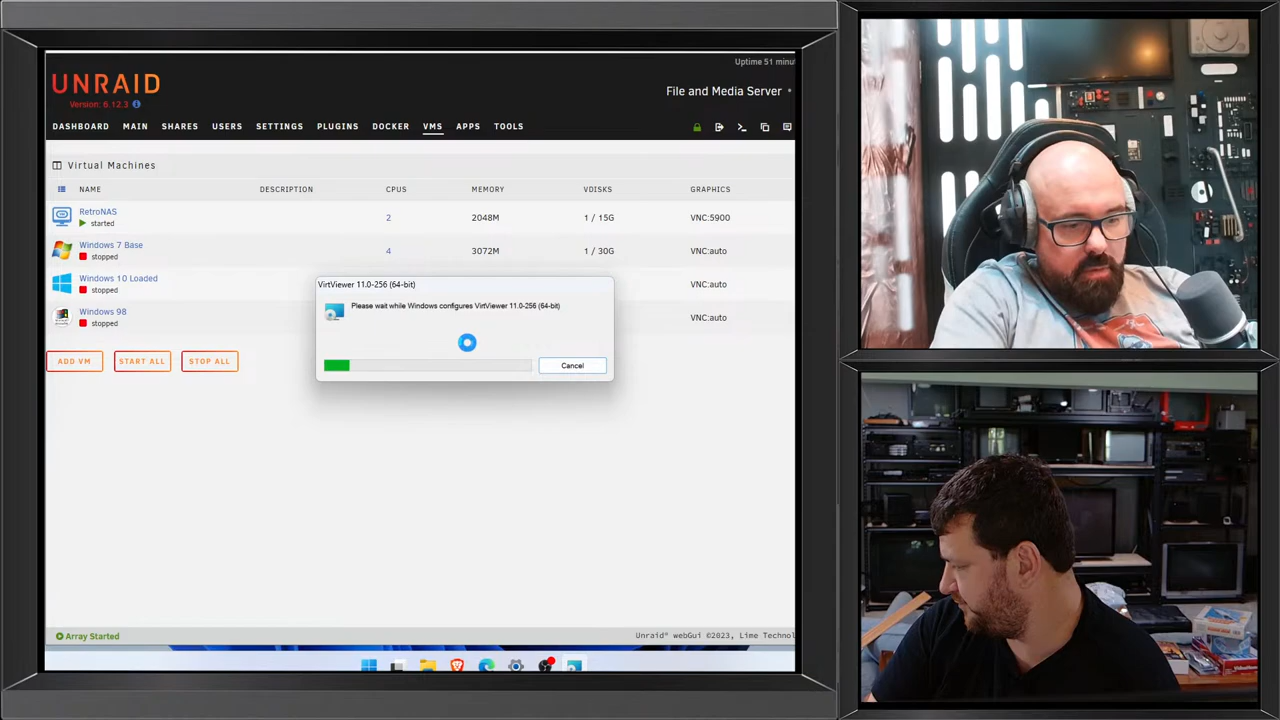 UNRAID
Version: 6.12.3
Uptime 51 minut
File and Media Server
DASHBOARD MAIN SHARES USERS SETTINGS PLUGINS DOCKER VMS APPS TOOLS
Virtual Machines
NAME DESCRIPTION CPUS MEMORY VDISKS GRAPHICS
RetroNAS
started
2 2048M 1 / 15G VNC:5900
Windows 7 Base
stopped
4 3072M 1 / 30G VNC:auto
Windows 10 Loaded
stopped
VNC:auto
Windows 98
stopped
VNC:auto
VirtViewer 11.0-256 (64-bit)
Please wait while Windows configures VirtViewer 11.0-256 (64-bit)
Cancel
ADD VM START ALL STOP ALL
Array Started
Unraid® webGui ©2023, Lime Technol